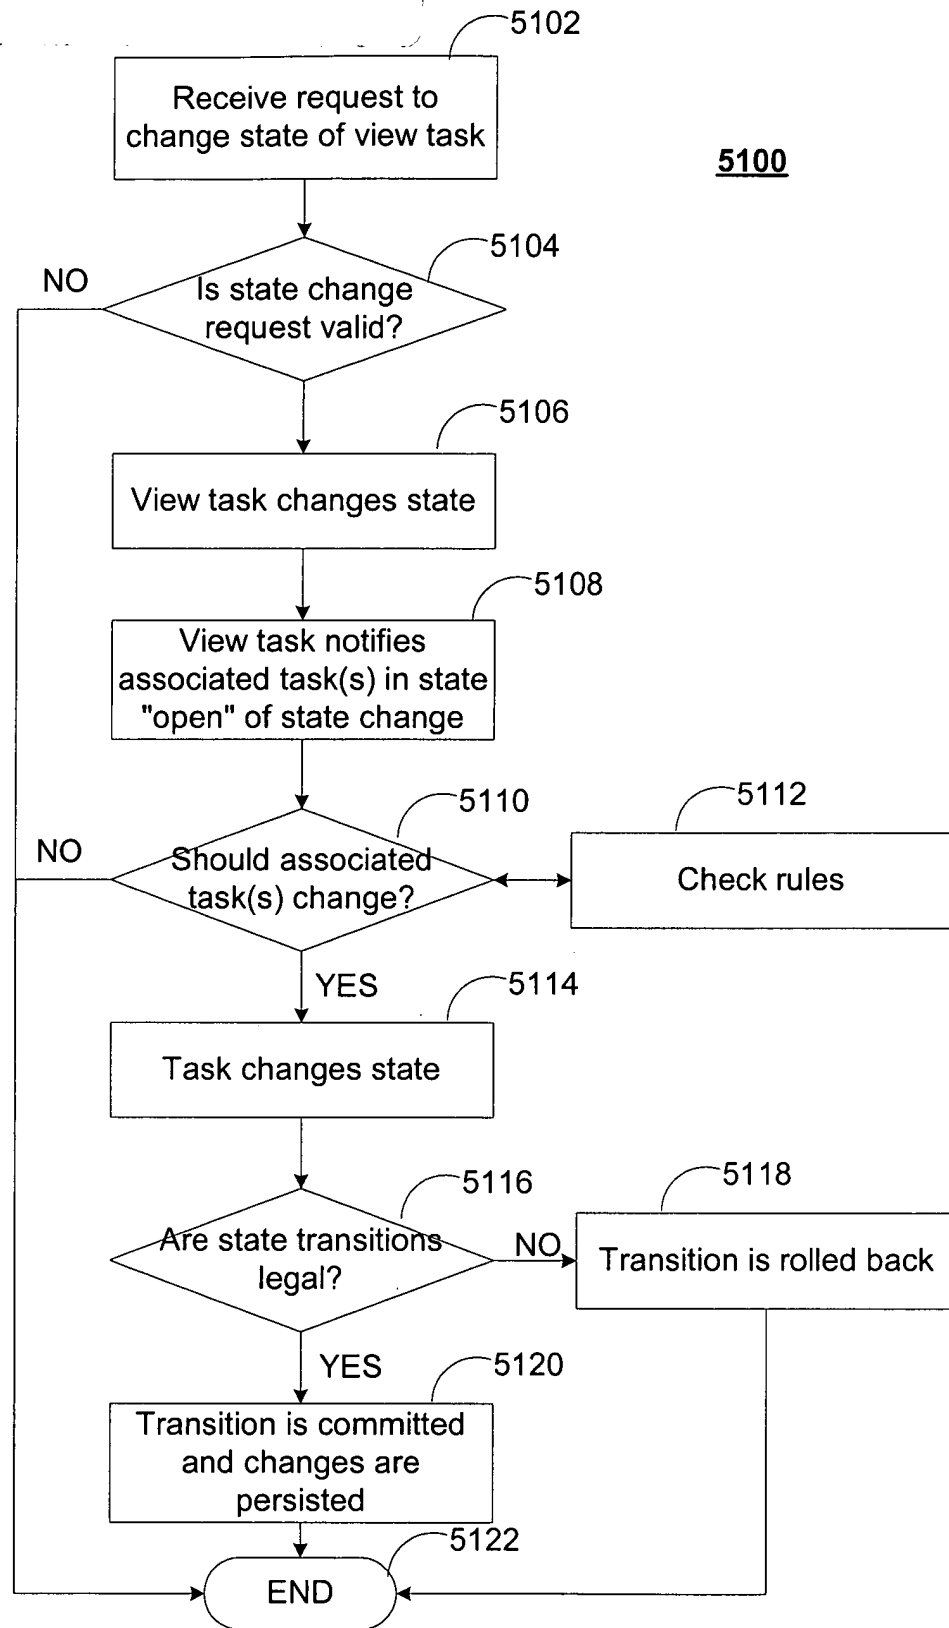 5102
Receive request to
change state of view task
5100
5104
NO
Is state change
request valid?
5106
View task changes state
5108
View task notifies
associated task(s) in state
"open" of state change
5110
5112
NO
Should associated
task(s) change?
Check rules
YES
5114
Task changes state
5116
5118
Are state transitions
legal?
NO
Transition is rolled back
YES
5120
Transition is committed
and changes are
persisted
5122
END